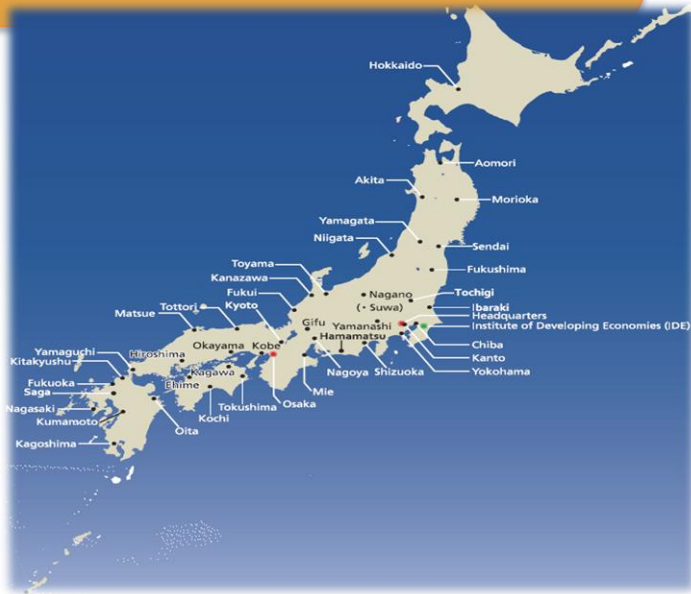 Hokkaido
Aomori
Akita
Morioka
Yamagata
Niigata
Sendai
Toyama
Fukushima
Kanazawa
Fukui
Nagano
(· Suwa)
Tochigi
Tottori
Kyoto
Ibaraki
Matsue
Headquarters
Gifu
Yamanashi
Institute of Developing Economies (IDE)
Hamamatsu
Okayama
Kobe
Chiba
Yamaguchi
Hiroshima
Kanto
Kitakyushu
Kagawa
Nagoya
Shizuoka
Yokohama
Fukuoka
Ehime
Saga
Mie
Nagasaki
Tokushima
Osaka
Kumamoto
Kochi
Oita
Kagoshima